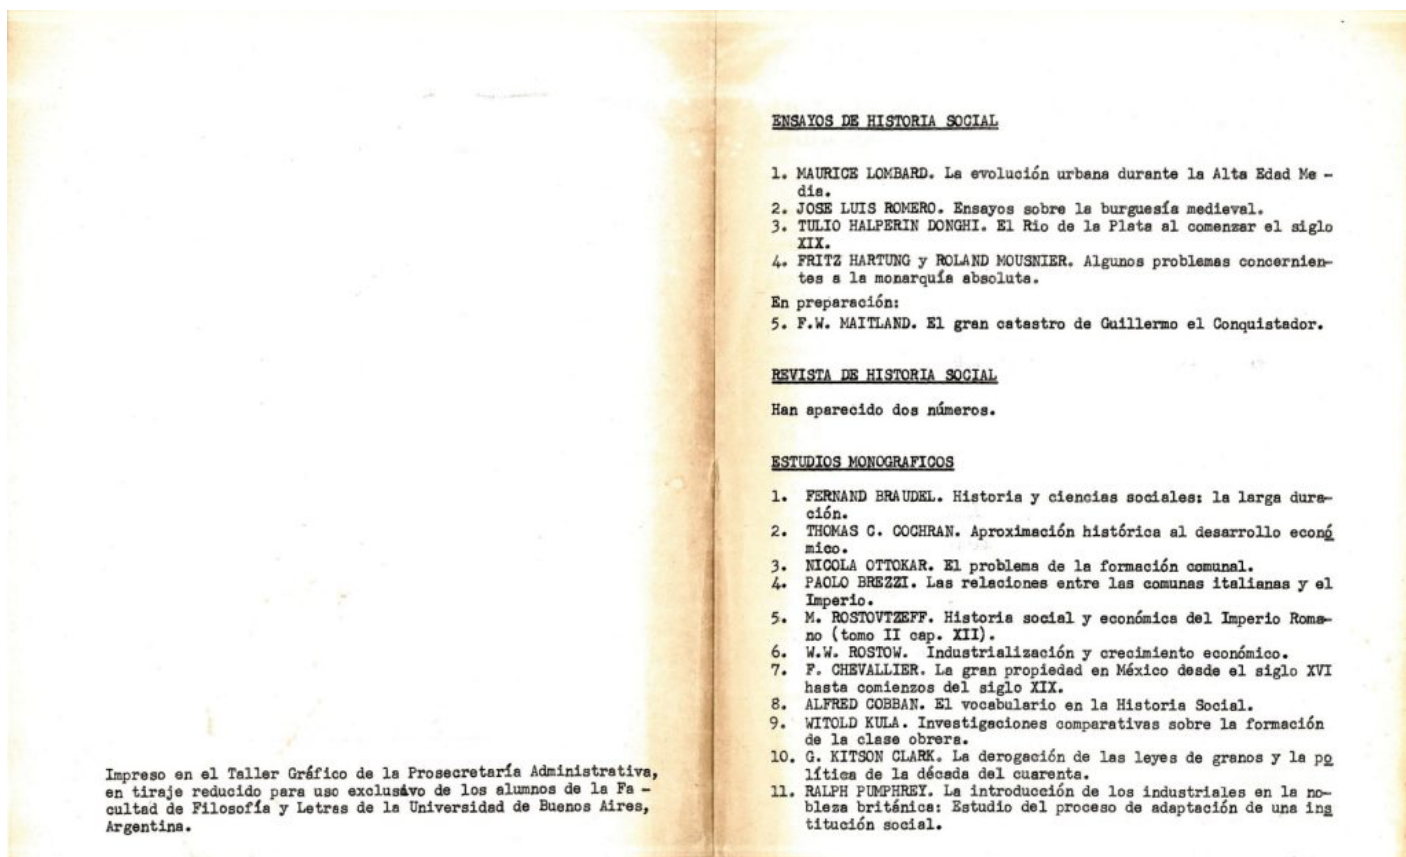 Impreso en el Taller Gráfico de la Prosecretaría Administrativa,
en tiraje reducido para uso exclusivo de los alumnos de la Fa -
cultad de Filosofía y Letras de la Universidad de Buenos Aires,
Argentina.
ENSAYOS DE HISTORIA SOCIAL
1. MAURICE LOMBARD. La evolución urbana durante la Alta Edad Me -
dia.
2. JOSE LUIS ROMERO. Ensayos sobre la burguesía medieval.
3. TULIO HALPERIN DONGHI. El Rio de la Plata al comenzar el siglo
XIX.
4. FRITZ HARTUNG y ROLAND MOUSNIER. Algunos problemas concernien-
tes a la monarquía absoluta.
En preparación:
5. F.W. MAITLAND. El gran catastro de Guillermo el Conquistador.
REVISTA DE HISTORIA SOCIAL
Han aparecido dos números.
ESTUDIOS MONOGRAFICOS
1. FERNAND BRAUDEL. Historia y ciencias sociales: la larga dura-
ción.
2. THOMAS C. COCHRAN. Aproximación histórica al desarrollo econó
mico.
3. NICOLA OTTOKAR. El problema de la formación comunal.
4. PAOLO BREZZI. Las relaciones entre las comunas italianas y el
Imperio.
5. M. ROSTOVTZEFF. Historia social y económica del Imperio Roma-
no (tomo II cap. XII).
6. W.W. ROSTOW. Industrialización y crecimiento económico.
7. F. CHEVALLIER. La gran propiedad en México desde el siglo XVI
hasta comienzos del siglo XIX.
8. ALFRED COBBAN. El vocabulario en la Historia Social.
9. WITOLD KULA. Investigaciones comparativas sobre la formación
de la clase obrera.
10. G. KITSON CLARK. La derogación de las leyes de granos y la po
lítica de la década del cuarenta.
11. RALPH PUMPHREY. La introducción de los industriales en la no-
bleza británica: Estudio del proceso de adaptación de una ins
titución social.